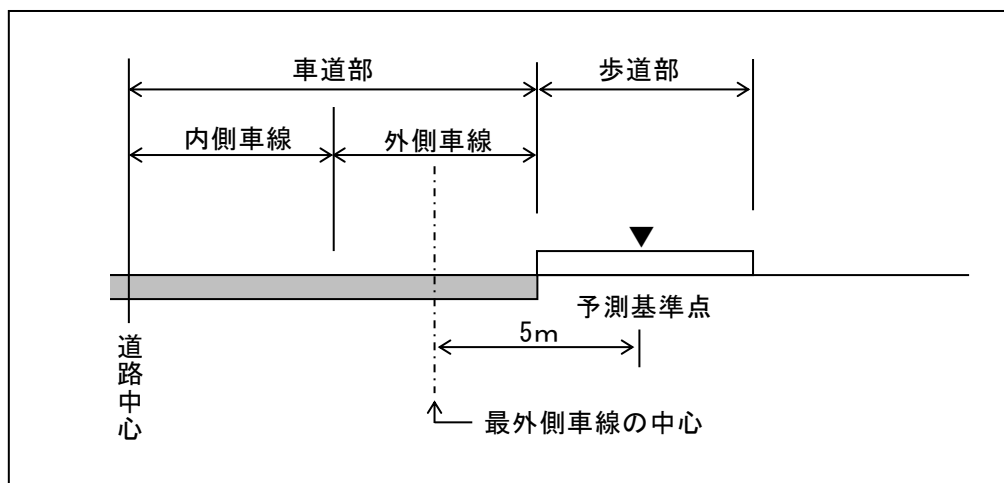 車道部
歩道部
内側車線
外側車線
予測基準点
5m
道路中心
最外側車線の中心